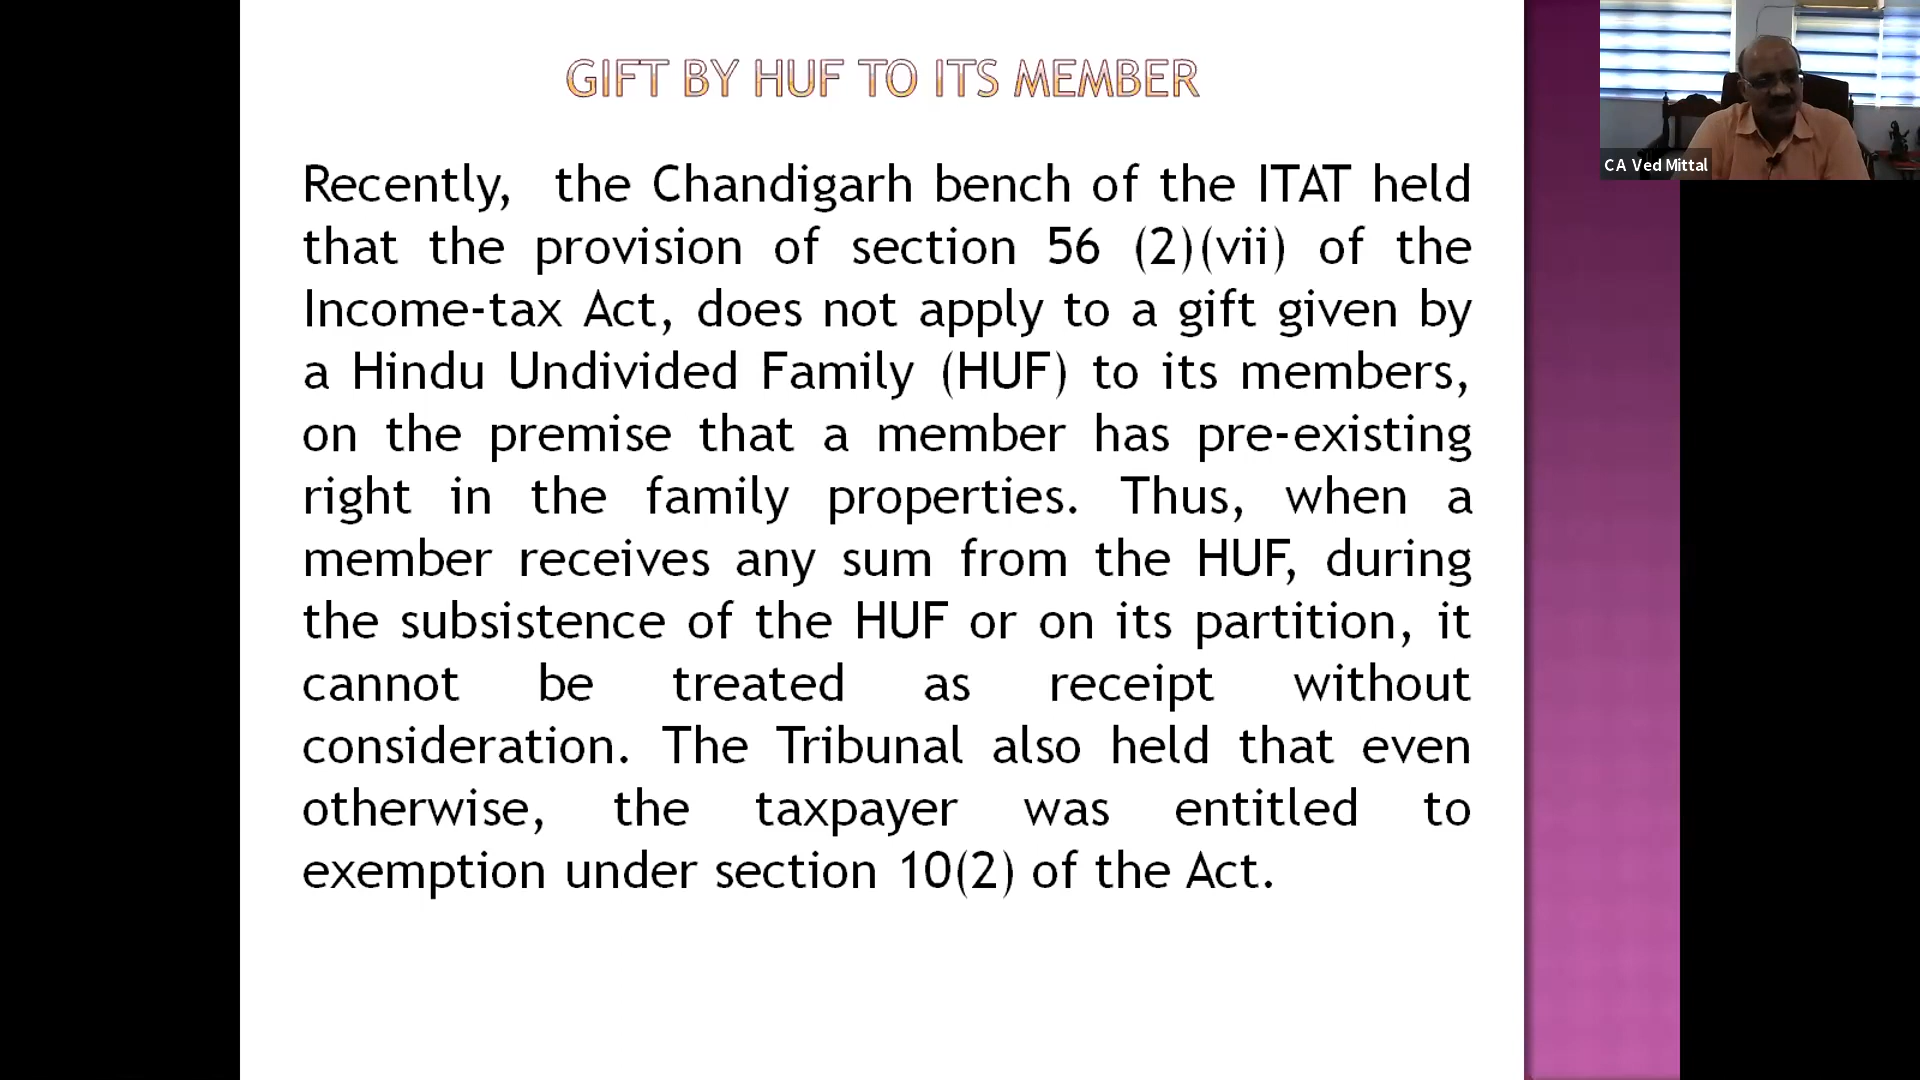 GIFT BY HUF TO ITS MEMBER
Recently, the Chandigarh bench of the ITAT held
that the provision of section 56 (2)(vii) of the
Income-tax Act, does not apply to a gift given by
a Hindu Undivided Family (HUF) to its members,
on the premise that a member has pre-existing
right in the family properties. Thus, when a
member receives any sum from the HUF, during
the subsistence of the HUF or on its partition, it
cannot be treated as receipt without
consideration. The Tribunal also held that even
otherwise, the taxpayer was entitled to
exemption under section 10(2) of the Act.
CA Ved Mittal